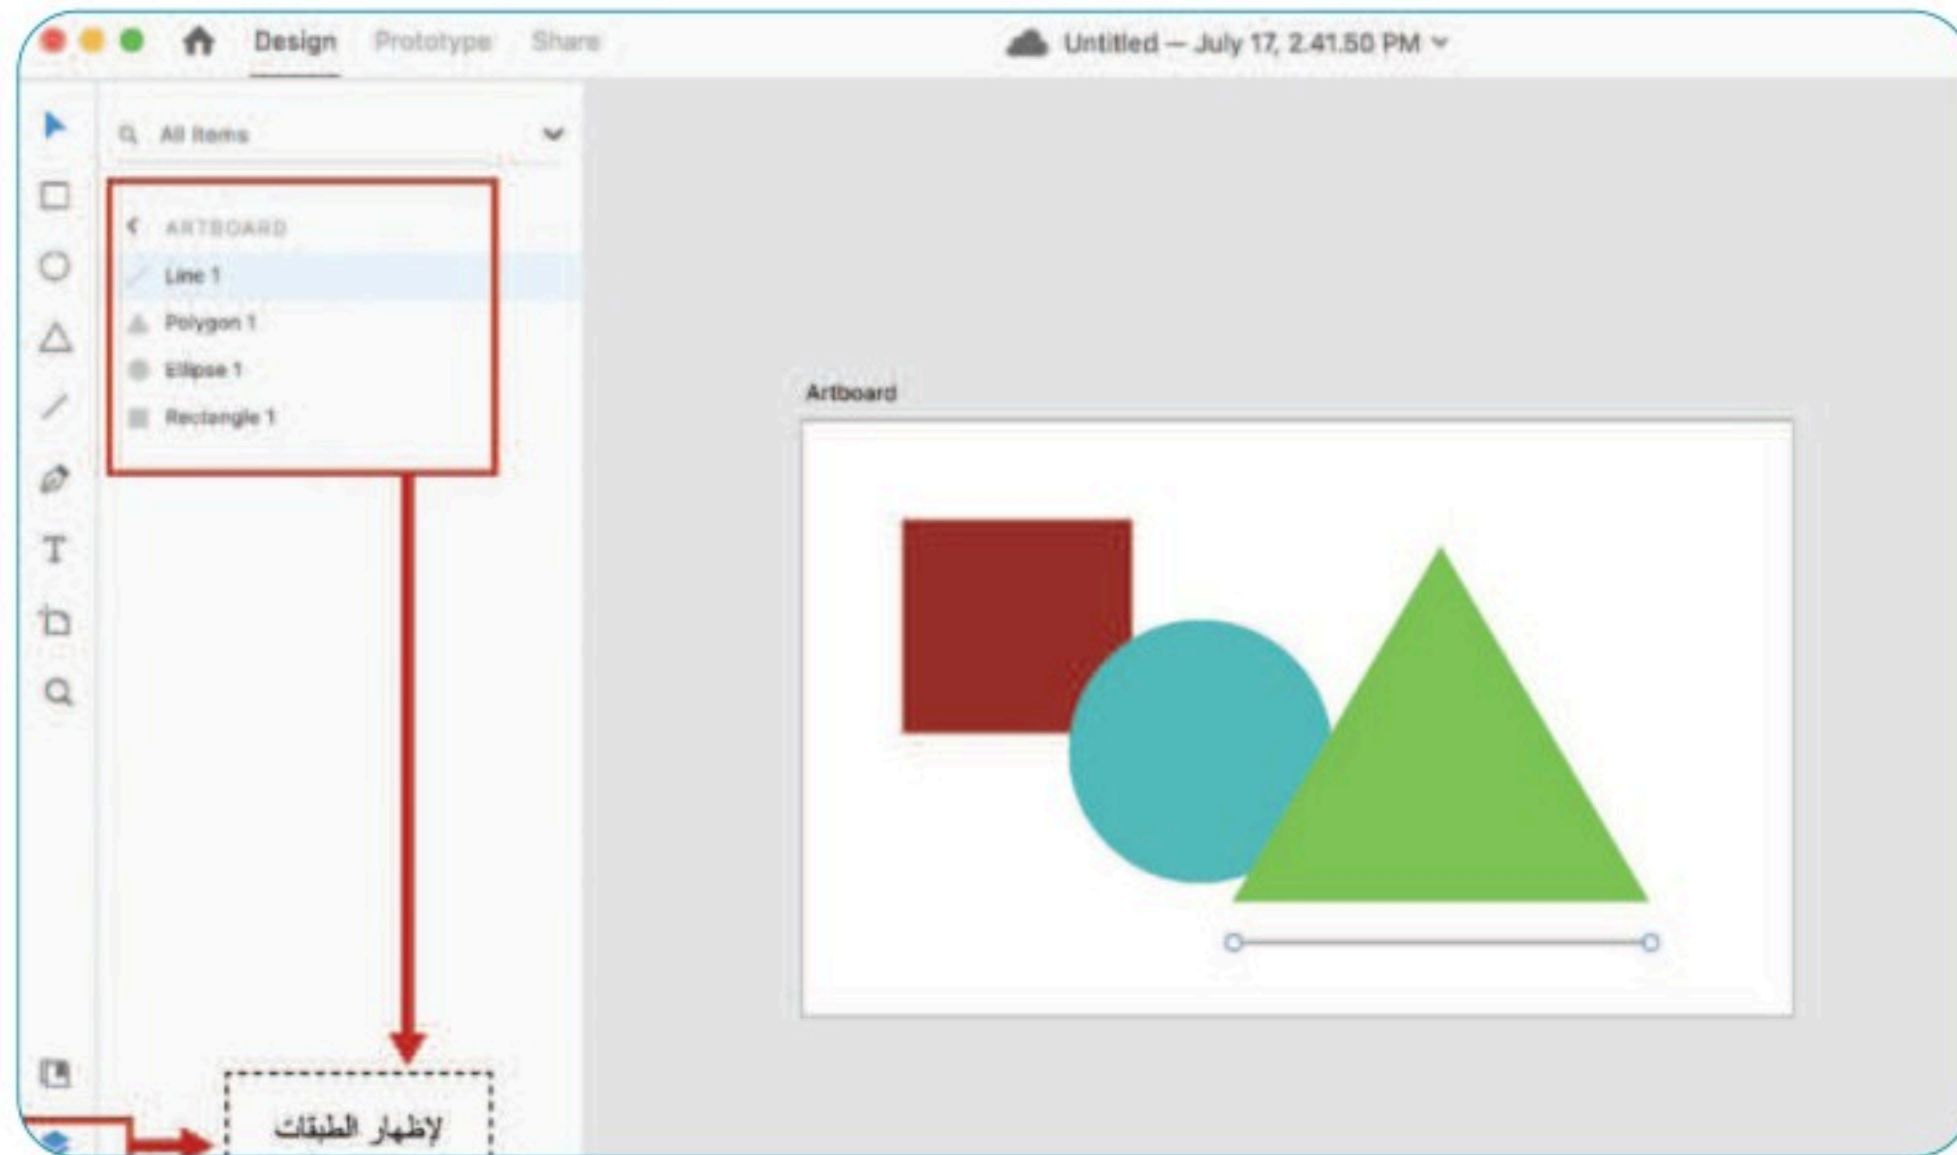 Design Prototype Share
Untitled — July 17, 2.41.50 PM
All Items
ARTBOARD
Line 1
Polygon 1
Ellipse 1
Rectangle 1
Artboard
T
لإظهار الطبقات